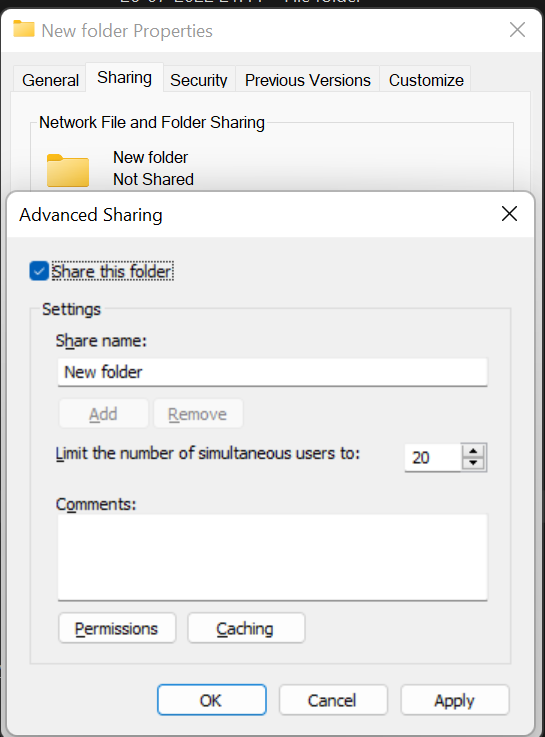 New folder Properties
General Sharing Security Previous Versions Customize
Network File and Folder Sharing
New folder
Not Shared
Advanced Sharing
Share this folder
Settings
Share name:
New folder
Add Remove
Limit the number of simultaneous users to: 20
Comments:
Permissions Caching
OK Cancel Apply